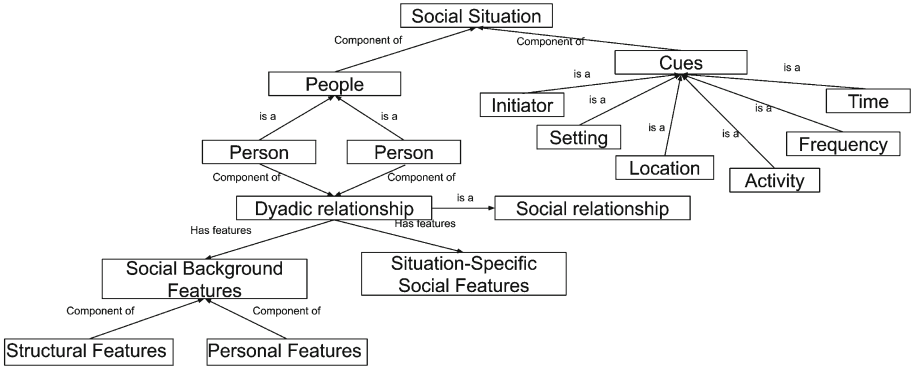 Social Situation
Component of
Component of
People
Cues
is a
is a
is a
is a
is a
is a
is a
is a
Initiator
Time
Setting
Frequency
Location
Activity
Person
Person
Component of
Component of
Dyadic relationship
is a
Social relationship
Has features
Has features
Social Background
Features
Situation-Specific
Social Features
Component of
Component of
Structural Features
Personal Features